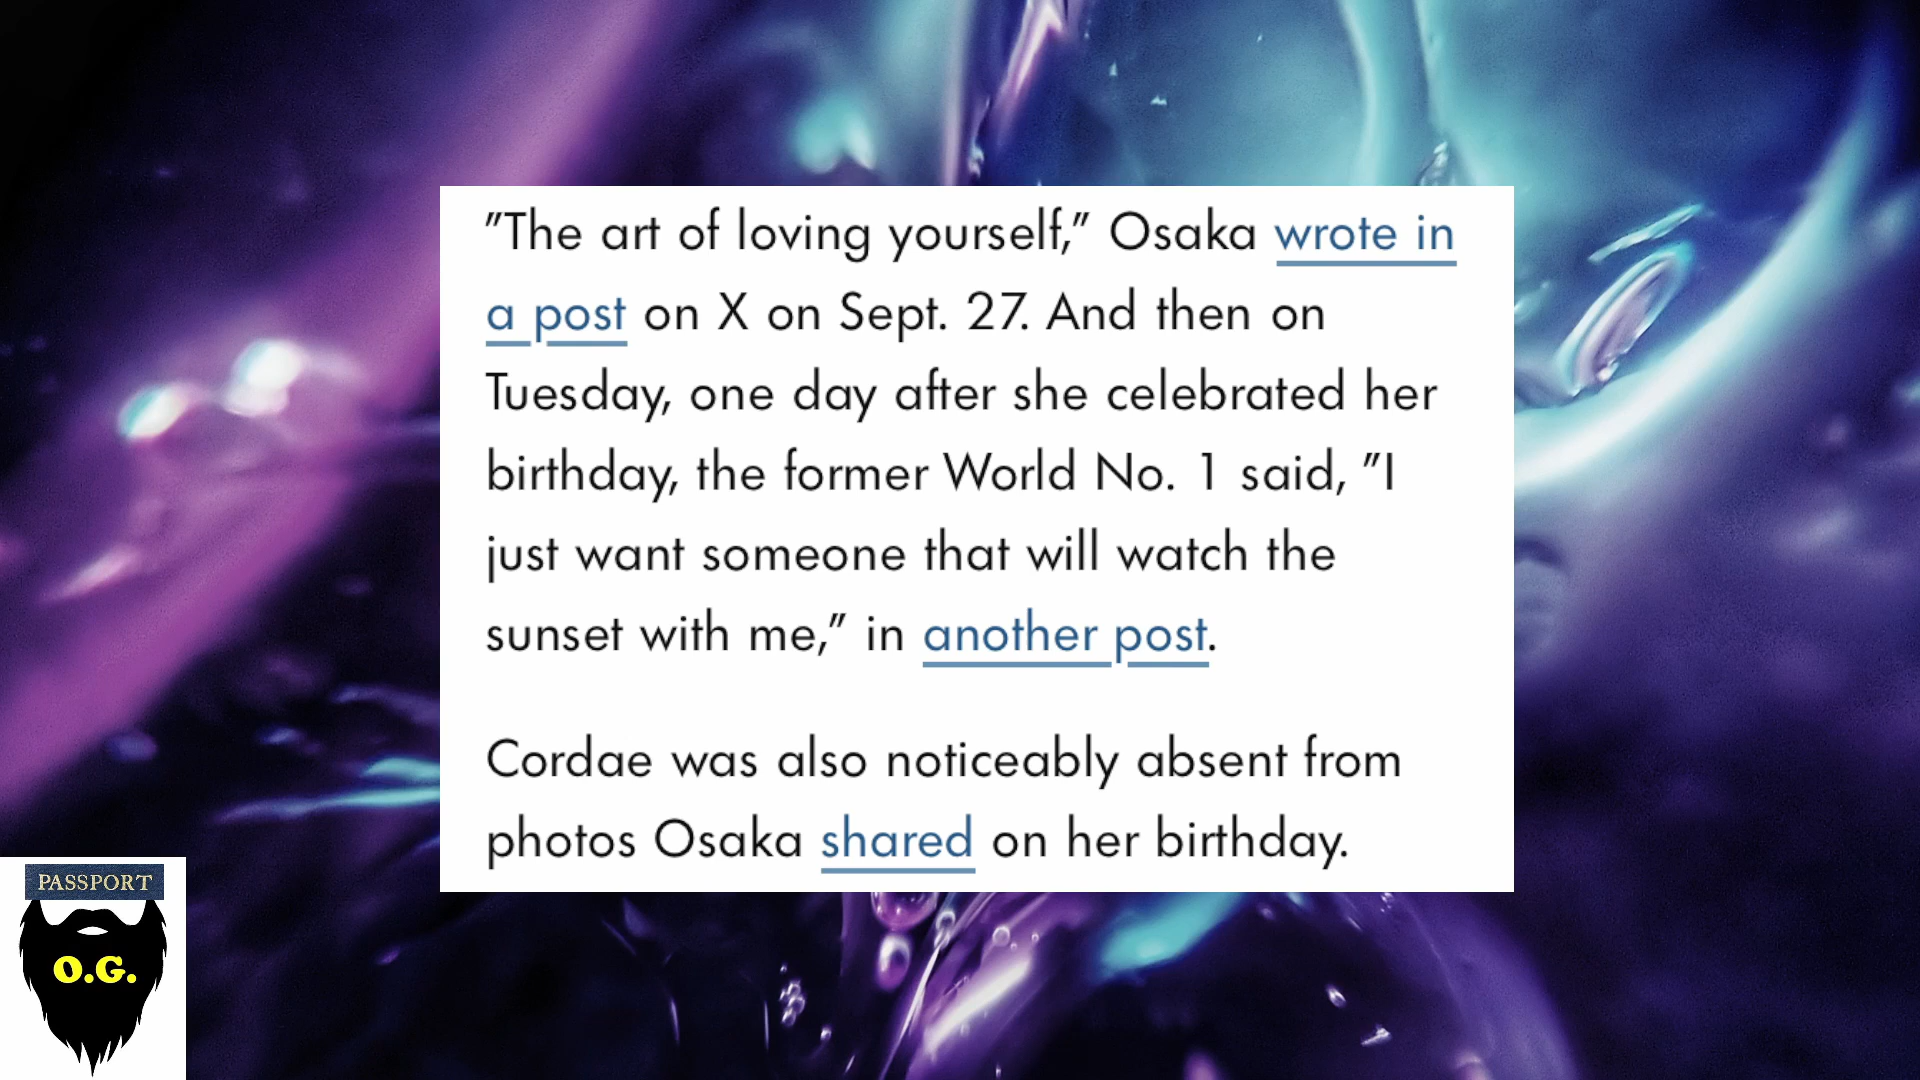 "The art of loving yourself," Osaka wrote in
a post on X on Sept. 27. And then on
Tuesday, one day after she celebrated her
birthday, the former World No. 1 said, "I
just want someone that will watch the
sunset with me," in another post.
Cordae was also noticeably absent from
photos Osaka shared on her birthday.
PASSPORT
O.G.